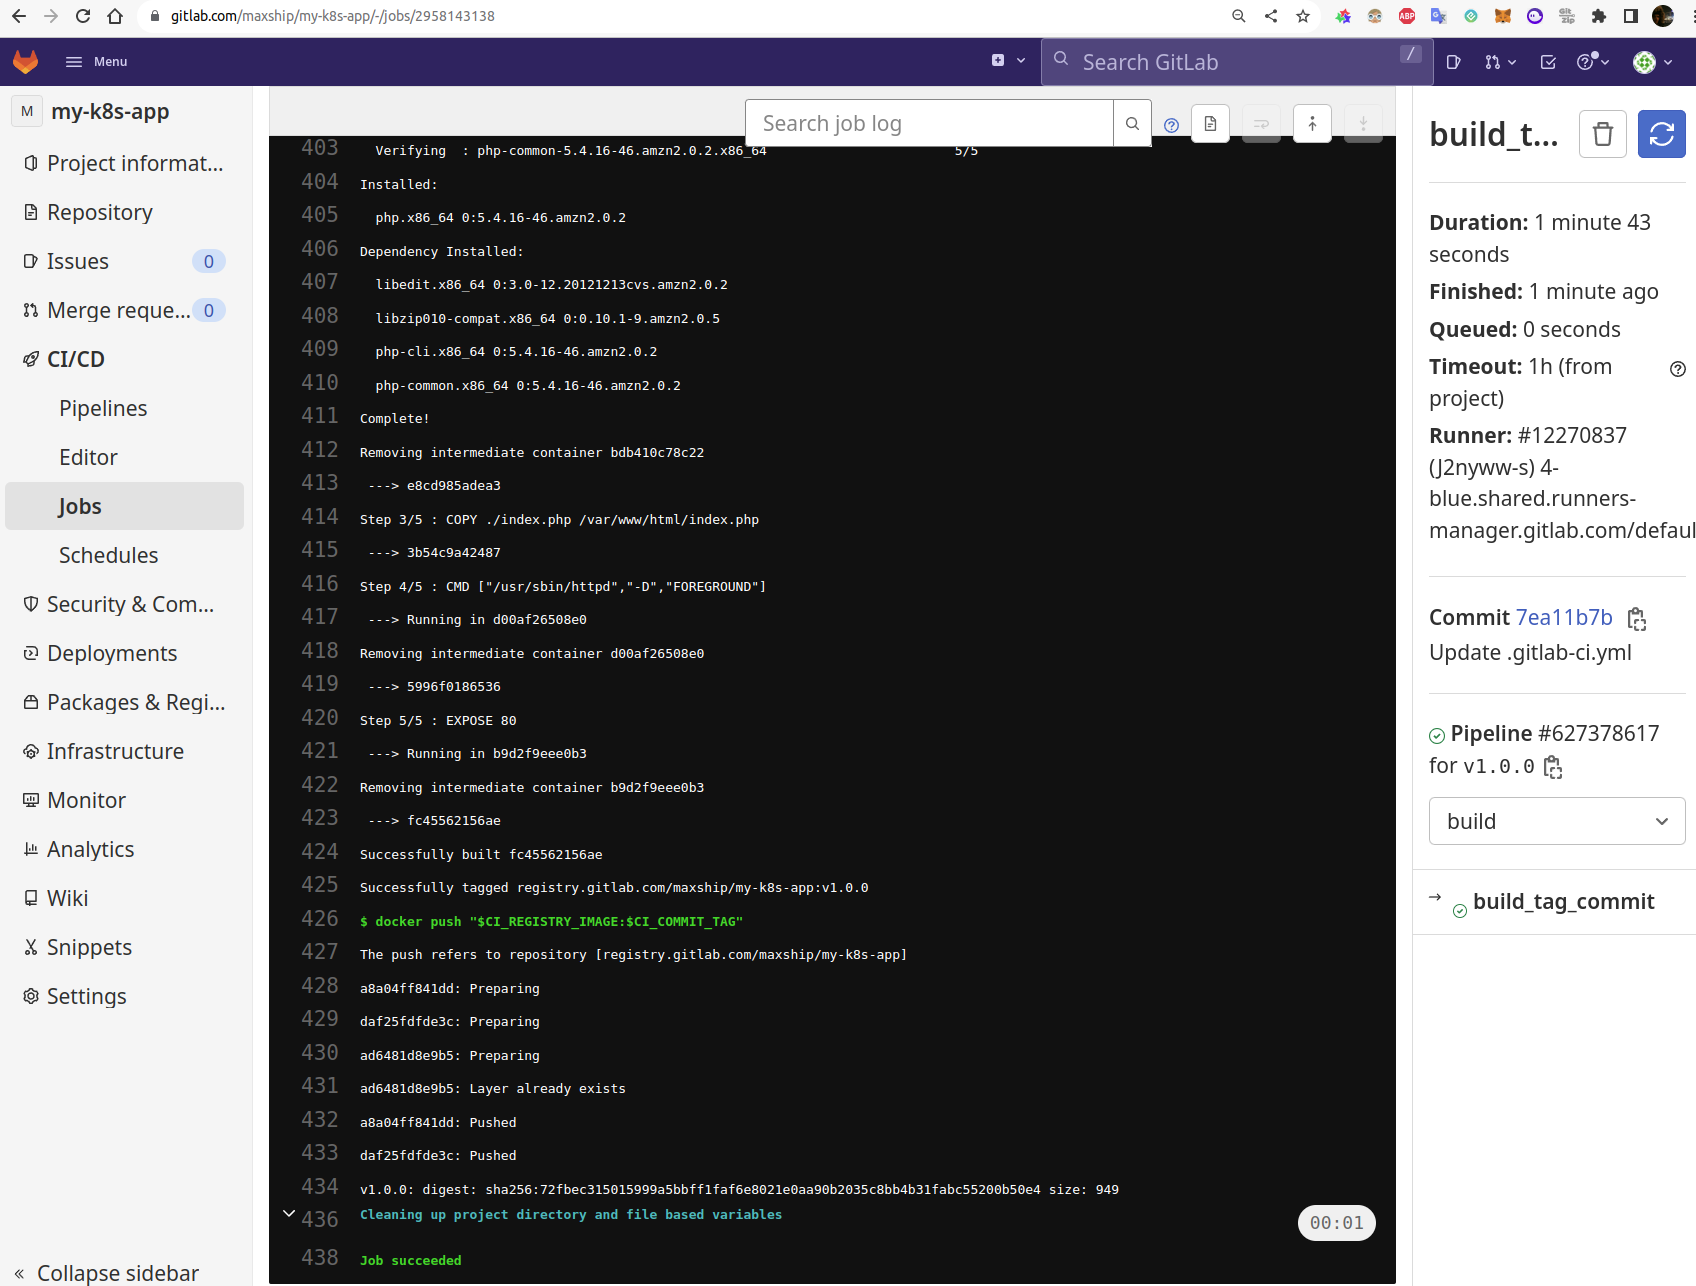 gitlab.com/maxship/my-k8s-app/-/jobs/2958143138
Menu
Search GitLab
/
M
my-k8s-app
Project informat...
Repository
Issues
0
Merge reque...
0
CI/CD
Pipelines
Editor
Jobs
Schedules
Security & Com...
Deployments
Packages & Regi...
Infrastructure
Monitor
Analytics
Wiki
Snippets
Settings
« Collapse sidebar
Search job log
403 Verifying : php-common-5.4.16-46.amzn2.0.2.x86_64 5/5
404 Installed:
405 php.x86_64 0:5.4.16-46.amzn2.0.2
406 Dependency Installed:
407 libedit.x86_64 0:3.0-12.20121213cvs.amzn2.0.2
408 libzip010-compat.x86_64 0:0.10.1-9.amzn2.0.5
409 php-cli.x86_64 0:5.4.16-46.amzn2.0.2
410 php-common.x86_64 0:5.4.16-46.amzn2.0.2
411 Complete!
412 Removing intermediate container bdb410c78c22
413 ---> e8cd985adea3
414 Step 3/5 : COPY ./index.php /var/www/html/index.php
415 ---> 3b54c9a42487
416 Step 4/5 : CMD ["/usr/sbin/httpd","-D","FOREGROUND"]
417 ---> Running in d00af26508e0
418 Removing intermediate container d00af26508e0
419 ---> 5996f0186536
420 Step 5/5 : EXPOSE 80
421 ---> Running in b9d2f9eee0b3
422 Removing intermediate container b9d2f9eee0b3
423 ---> fc45562156ae
424 Successfully built fc45562156ae
425 Successfully tagged registry.gitlab.com/maxship/my-k8s-app:v1.0.0
426 $ docker push "$CI_REGISTRY_IMAGE:$CI_COMMIT_TAG"
427 The push refers to repository [registry.gitlab.com/maxship/my-k8s-app]
428 a8a04ff841dd: Preparing
429 daf25fdfde3c: Preparing
430 ad6481d8e9b5: Preparing
431 ad6481d8e9b5: Layer already exists
432 a8a04ff841dd: Pushed
433 daf25fdfde3c: Pushed
434 v1.0.0: digest: sha256:72fbec315015999a5bbff1faf6e8021e0aa90b2035c8bb4b31fabc55200b50e4 size: 949
436 Cleaning up project directory and file based variables
00:01
438 Job succeeded
build_t...
Duration: 1 minute 43
seconds
Finished: 1 minute ago
Queued: 0 seconds
Timeout: 1h (from
project)
Runner: #12270837
(J2nyww-s) 4-
blue.shared.runners-
manager.gitlab.com/defaul
Commit 7ea11b7b
Update .gitlab-ci.yml
Pipeline #627378617
for v1.0.0
build
→ build_tag_commit
ABP
Git
zip